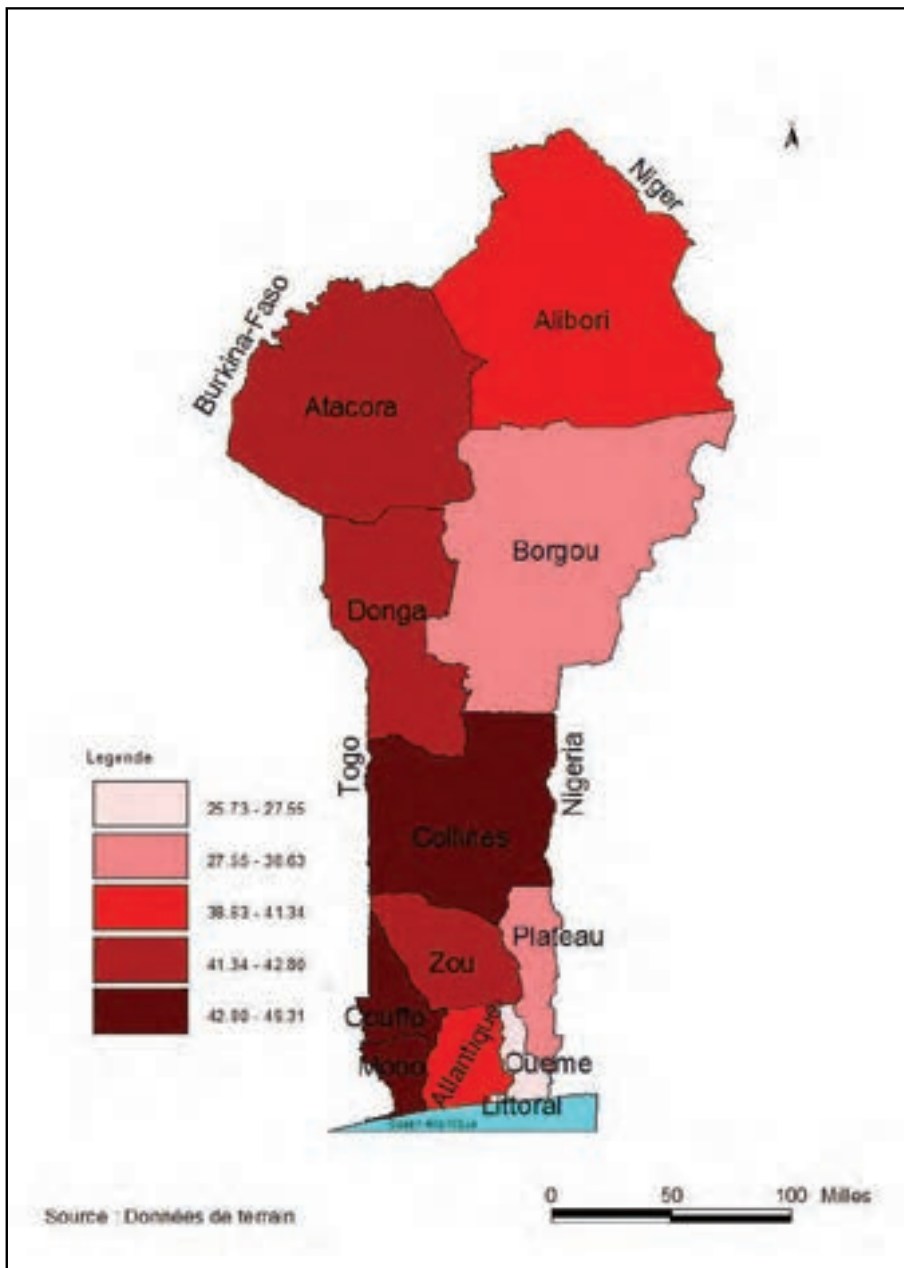 Niger
Burkina-Faso
Alibori
Atacora
Borgou
Donga
Togo
Nigeria
Legende
25.73 - 27.55
27.55 - 38.63
38.63 - 41.34
41.34 - 42.80
42.80 - 45.31
Collines
Plateau
Zou
Couffo
Mono
Atlantique
Oueme
Littoral
0 50 100 Milles
Source : Données de terrain